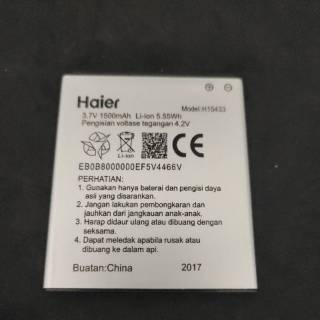 Haier
Model:H15433
3.7V 1500mAh Li-Ion 5.55Wh
Pengisian voltase tegangan 4.2V
Li-ion
EB0B8000000EF5V4466V
PERHATIAN:
1. Gunakan hanya baterai dan pengisi daya
asli yang disarankan.
2. Jangan lakukan pembongkaran dan
jauhkan dari jangkauan anak-anak.
3. Harap didaur ulang atau dibuang dengan
seksama.
4. Dapat meledak apabila rusak atau
dibuang ke dalam api.
Buatan:China
2017